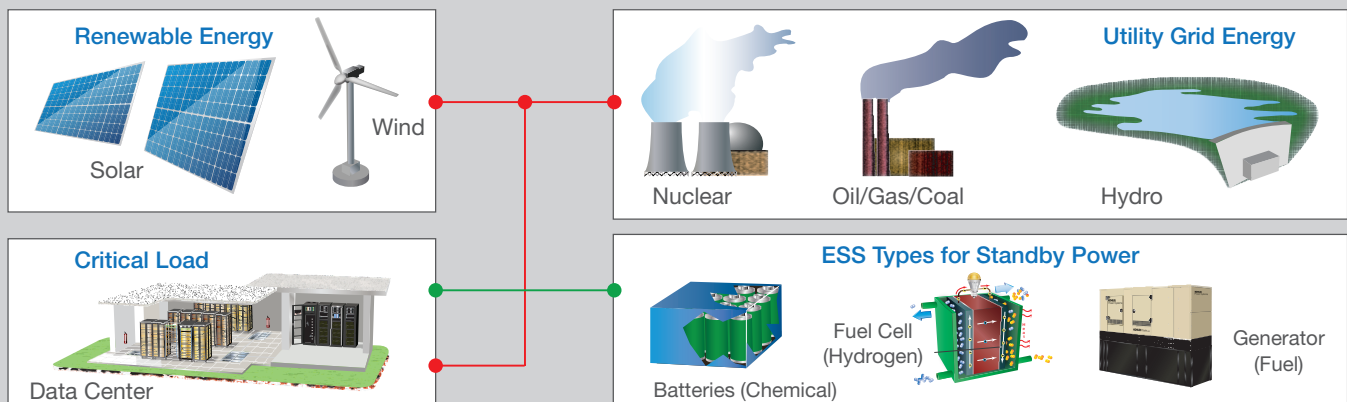 Renewable Energy
Solar
Wind
Utility Grid Energy
Nuclear
Oil/Gas/Coal
Hydro
Critical Load
Data Center
ESS Types for Standby Power
Batteries (Chemical)
Fuel Cell
(Hydrogen)
Generator
(Fuel)